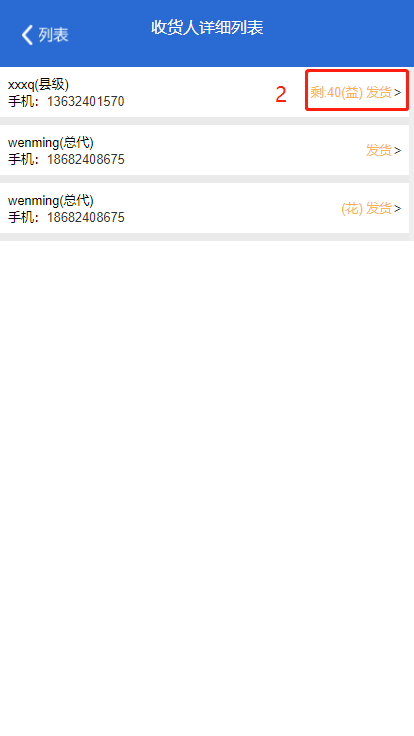 列表
收货人详细列表
xxxq(县级)
手机：13632401570
2
剩:40(益) 发货>
wenming(总代)
手机：18682408675
发货>
wenming(总代)
手机：18682408675
(花) 发货>